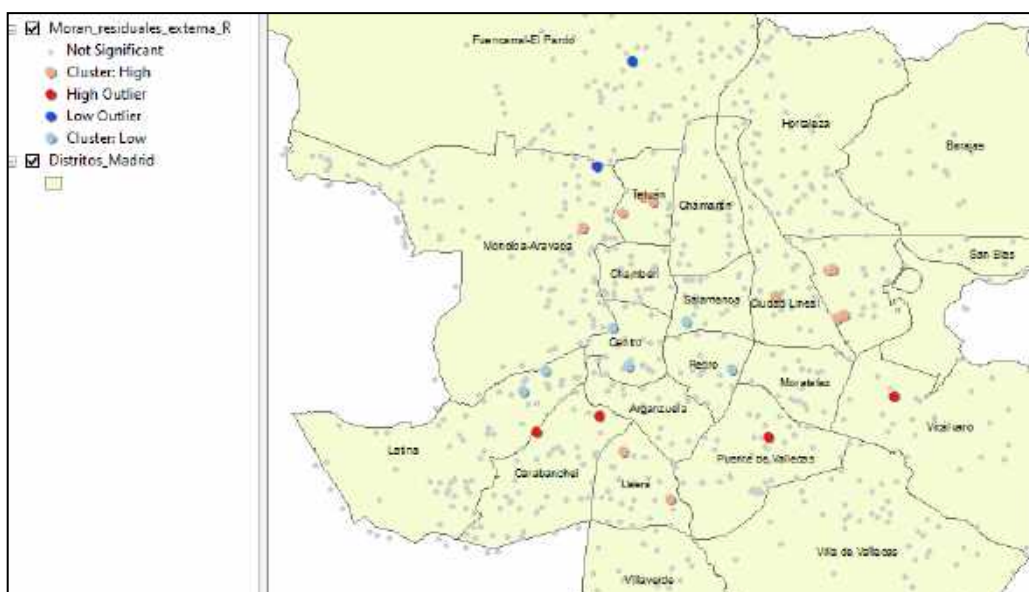 Moran_residuales_externa_R
Not Significant
Cluster: High
High Outlier
Low Outlier
Cluster: Low
Distritos_Madrid
Fuencarral-El Pardo
Hortaleza
Barajas
Tetuán
Chamartín
Moncloa-Aravaca
San Blas
Chamberí
Salamanca
Ciudad Lineal
Centro
Retiro
Moratalaz
Arganzuela
Vicalvaro
Latina
Puente de Vallecas
Carabanchel
Usera
Villa de Vallecas
Villaverde